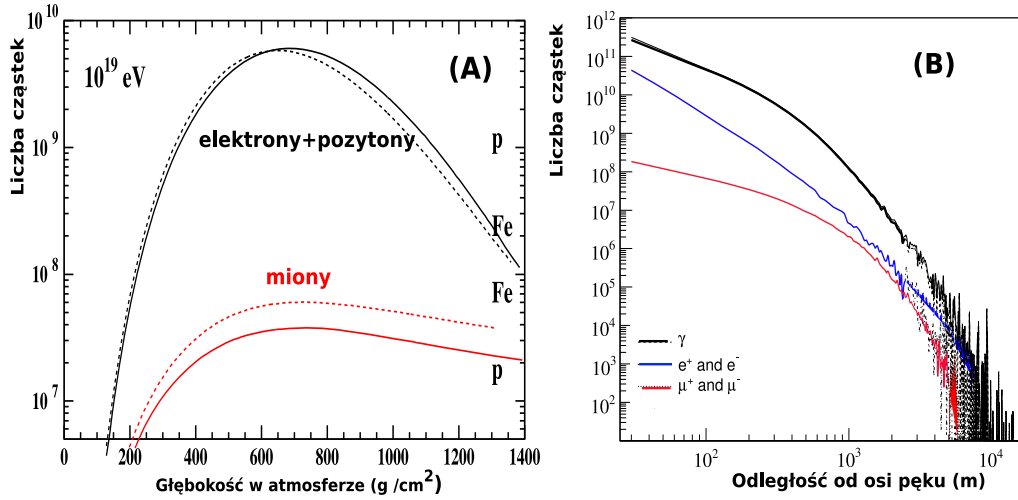 (A)
10^19 eV
elektrony+pozytony
p
Fe
Fe
miony
p
Liczba cząstek
10^10
10^9
10^8
10^7
0 200 400 600 800 1000 1200 1400
Głębokość w atmosferze (g /cm^2)
(B)
Liczba cząstek
10^12
10^11
10^10
10^9
10^8
10^7
10^6
10^5
10^4
10^3
10^2
γ
e^+ and e^-
μ^+ and μ^-
10^2 10^3 10^4
Odległość od osi pęku (m)